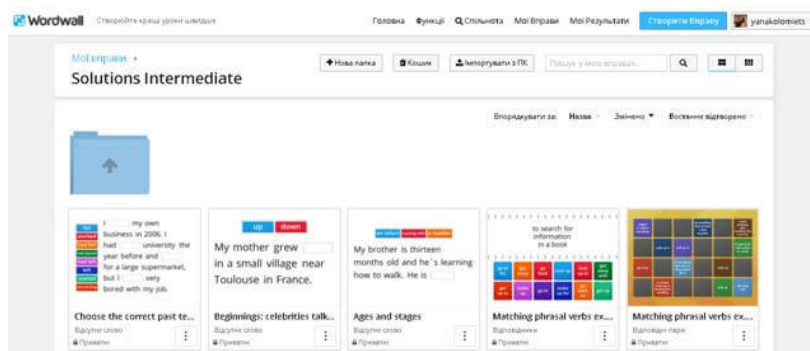 Wordwall
Створюйте кращі уроки швидше
Головна Функції Спільнота Мої Вправи Мої Результати Створити Вправу yanakolomiets
Мої вправи
Solutions Intermediate
Нова папка Кошик Імпортувати з ПК Пошук у моїх вправах...
Впорядкувати за: Назва Змінено Востаннє відтворено
I my own
business in 2006. I
had university the
year before and
for a large supermarket,
but I very
bored with my job.
Choose the correct past te...
Відсутнє слово
Приватні
up down
My mother grew
in a small village near
Toulouse in France.
Beginnings: celebrities talk...
Відсутнє слово
Приватні
My brother is thirteen
months old and he`s learning
how to walk. He is
Ages and stages
Відсутнє слово
Приватні
to search for
information
in a book
Matching phrasal verbs ex....
Відповідники
Приватні
Matching phrasal verbs ex....
Відповідні пари
Приватні